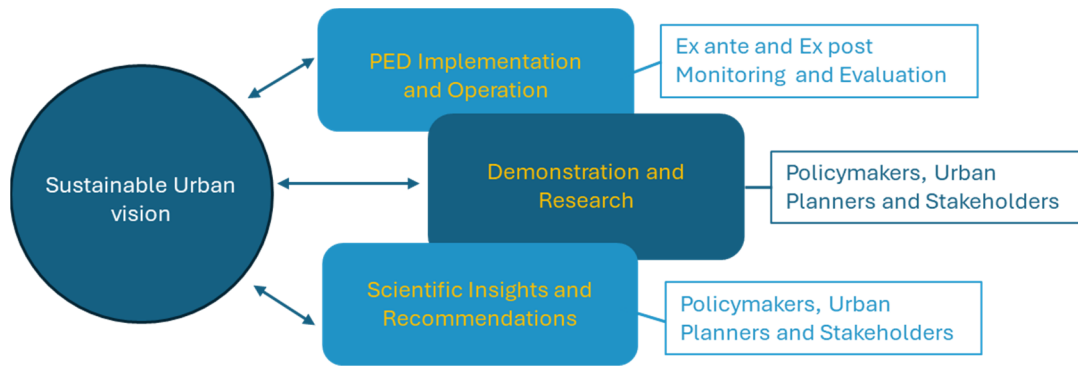 Sustainable Urban
vision
PED Implementation
and Operation
Ex ante and Ex post
Monitoring and Evaluation
Demonstration and
Research
Policymakers, Urban
Planners and Stakeholders
Scientific Insights and
Recommendations
Policymakers, Urban
Planners and Stakeholders